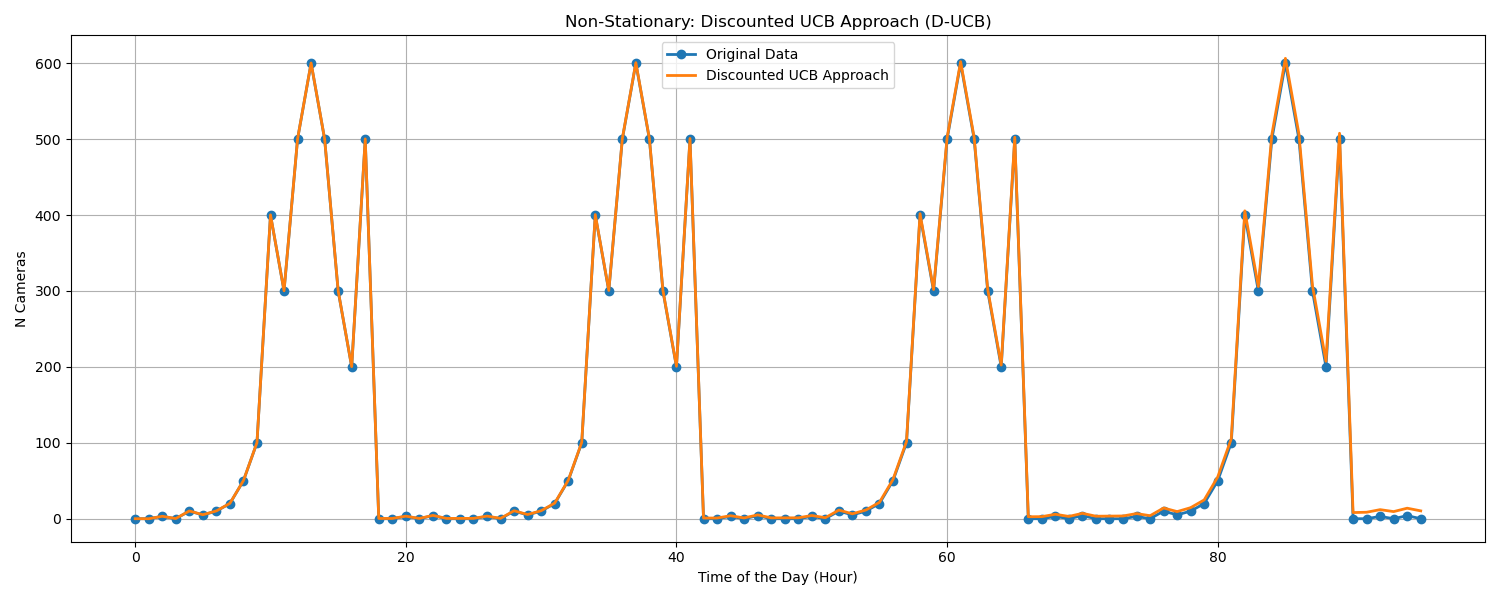 Non-Stationary: Discounted UCB Approach (D-UCB)
Original Data
Discounted UCB Approach
N Cameras
600
500
400
300
200
100
0
0 20 40 60 80
Time of the Day (Hour)